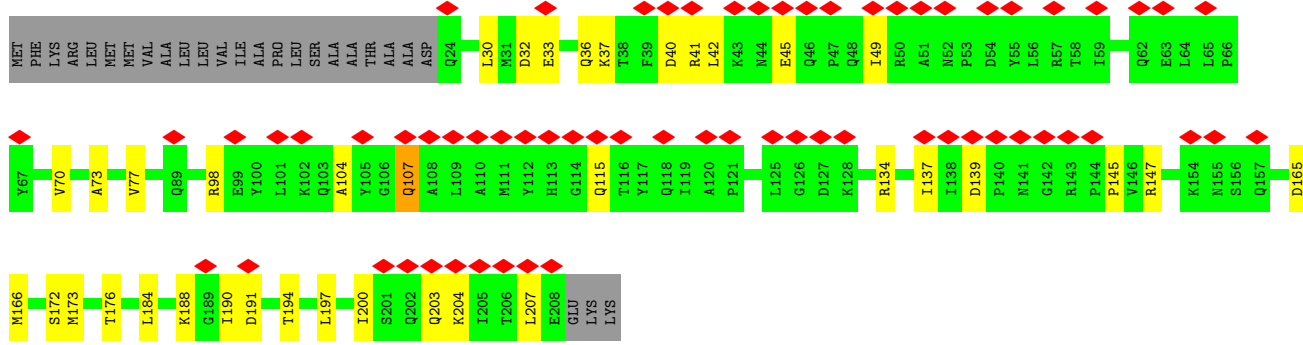 MET PHE LYS ARG LEU MET MET VAL ALA LEU LEU VAL ILE ALA PRO LEU SER ALA ALA THR ALA ALA ASP Q24 L30 M31 D32 E33 Q36 K37 T38 F39 D40 R41 L42 K43 N44 E45 Q46 P47 Q48 I49 R50 A51 N52 P53 D54 Y55 L56 R57 T58 I59 Q62 E63 L64 L65 P66
Y67 V70 A73 V77 Q89 R98 E99 Y100 L101 K102 Q103 A104 Y105 G106 Q107 A108 L109 A110 M111 Y112 H113 G114 Q115 T116 Y117 Q118 I119 A120 P121 L125 G126 D127 K128 R134 I137 I138 D139 P140 N141 G142 R143 P144 P145 V146 R147 K154 N155 S156 Q157 D165
M166 S172 M173 T176 L184 K188 G189 I190 D191 T194 L197 I200 S201 Q202 Q203 K204 I205 T206 L207 E208 GLU LYS LYS